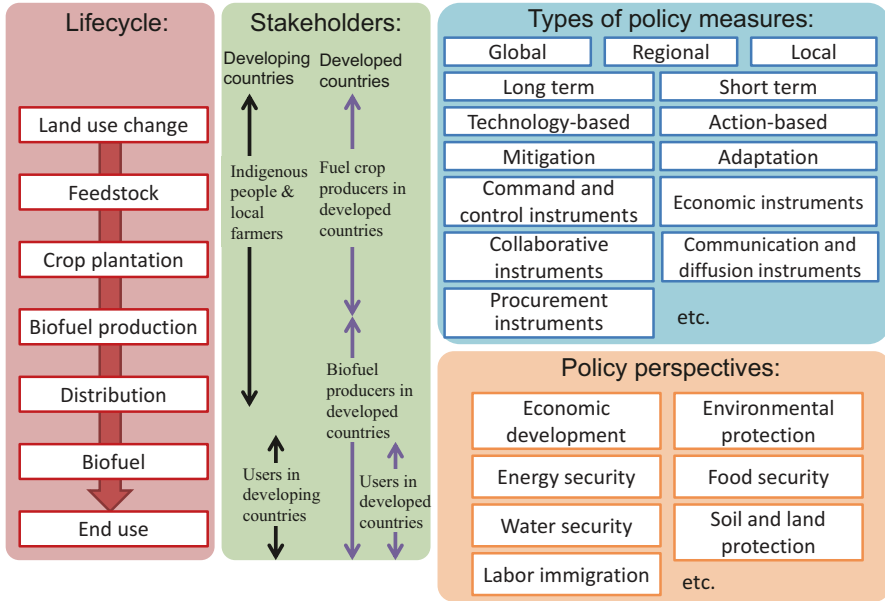 Lifecycle:
Land use change
Feedstock
Crop plantation
Biofuel production
Distribution
Biofuel
End use
Stakeholders:
Developing
countries
Developed
countries
Indigenous
people &
local
farmers
Fuel crop
producers in
developed
countries
Biofuel
producers in
developed
countries
Users in
developing
countries
Users in
developed
countries
Types of policy measures:
Global
Regional
Local
Long term
Short term
Technology-based
Action-based
Mitigation
Adaptation
Command and
control instruments
Economic instruments
Collaborative
instruments
Communication and
diffusion instruments
Procurement
instruments
etc.
Policy perspectives:
Economic
development
Environmental
protection
Energy security
Food security
Water security
Soil and land
protection
Labor immigration
etc.